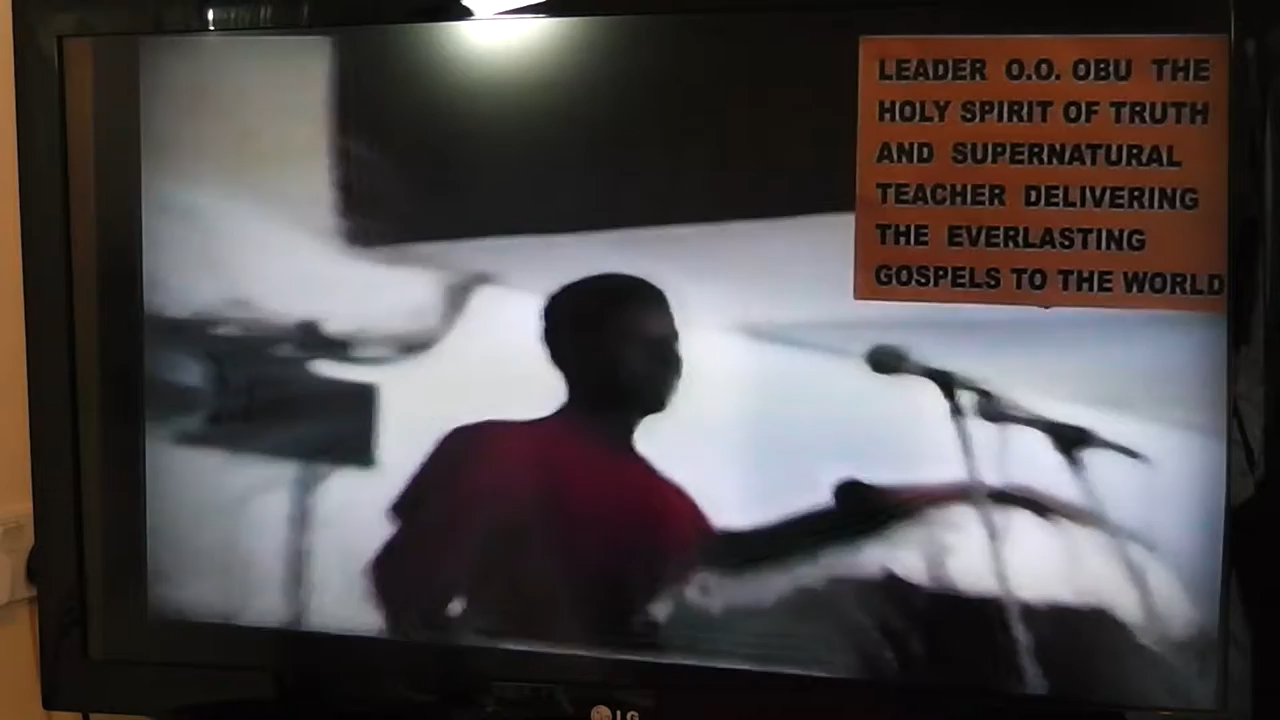 LEADER O.O. OBU THE
HOLY SPIRIT OF TRUTH
AND SUPERNATURAL
TEACHER DELIVERING
THE EVERLASTING
GOSPELS TO THE WORLD
LG